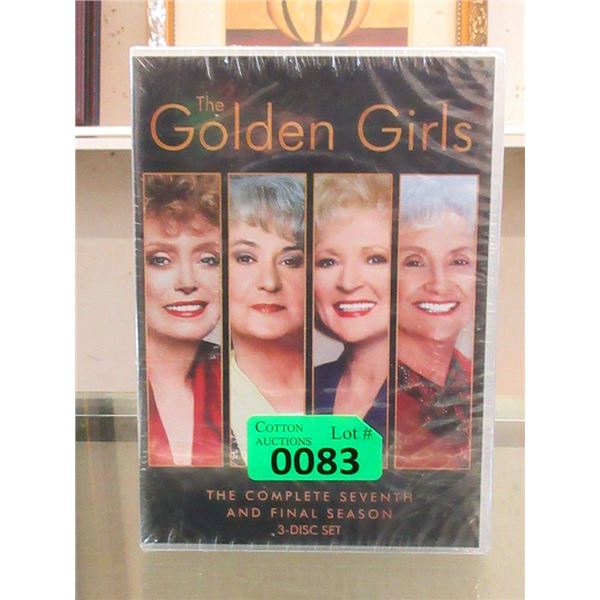 The
Golden Girls
COTTON
AUCTIONS
Lot #
0083
THE COMPLETE SEVENTH
AND FINAL SEASON
3-DISC SET